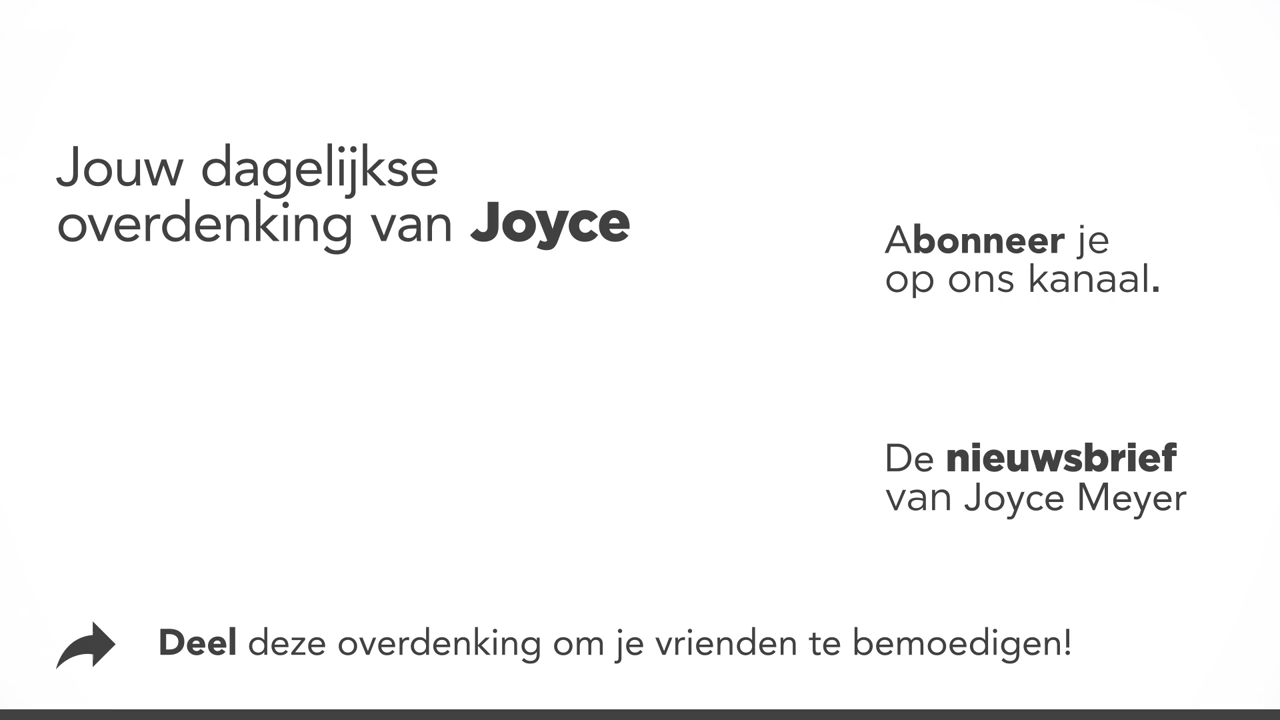 Jouw dagelijkse
overdenking van Joyce
Abonneer je
op ons kanaal.
De nieuwsbrief
van Joyce Meyer
Deel deze overdenking om je vrienden te bemoedigen!